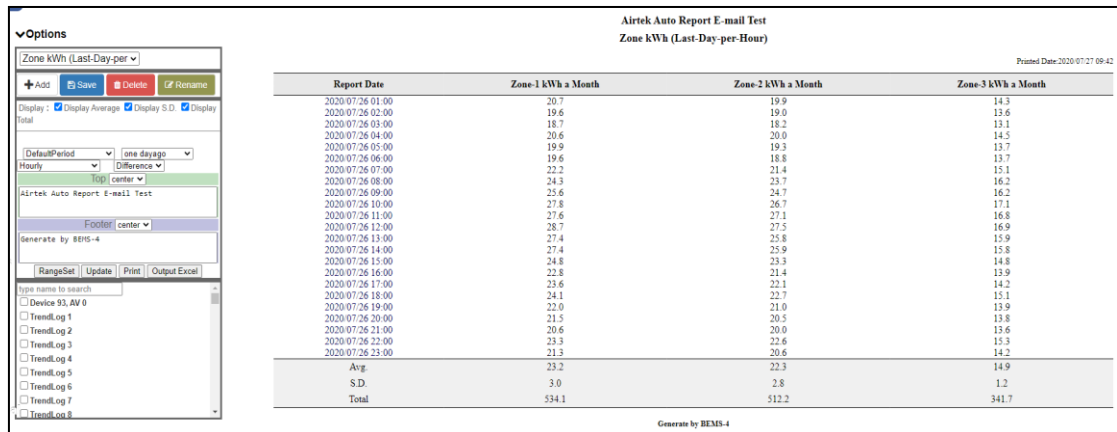 Options
Zone kWh (Last-Day-per
Add Save Delete Rename
Display : Display Average Display S.D. Display
Total
DefaultPeriod one dayago
Hourly Difference
Top center
Airtek Auto Report E-mail Test
Footer center
Generate by BEMS-4
RangeSet Update Print Output Excel
type name to search
Device 93, AV 0
TrendLog 1
TrendLog 2
TrendLog 3
TrendLog 4
TrendLog 5
TrendLog 6
TrendLog 7
TrendLog 8
Airtek Auto Report E-mail Test
Zone kWh (Last-Day-per-Hour)
Printed Date:2020/07/27 09:42
Report Date Zone-1 kWh a Month Zone-2 kWh a Month Zone-3 kWh a Month
2020/07/26 01:00 20.7 19.9 14.3
2020/07/26 02:00 19.6 19.0 13.6
2020/07/26 03:00 18.7 18.2 13.1
2020/07/26 04:00 20.6 20.0 14.5
2020/07/26 05:00 19.9 19.3 13.7
2020/07/26 06:00 19.6 18.8 13.7
2020/07/26 07:00 22.2 21.4 15.1
2020/07/26 08:00 24.3 23.7 16.2
2020/07/26 09:00 25.6 24.7 16.2
2020/07/26 10:00 27.8 26.7 17.1
2020/07/26 11:00 27.6 27.1 16.8
2020/07/26 12:00 28.7 27.5 16.9
2020/07/26 13:00 27.4 25.8 15.9
2020/07/26 14:00 27.4 25.9 15.8
2020/07/26 15:00 24.8 23.3 14.8
2020/07/26 16:00 22.8 21.4 13.9
2020/07/26 17:00 23.6 22.1 14.2
2020/07/26 18:00 24.1 22.7 15.1
2020/07/26 19:00 22.0 21.0 13.9
2020/07/26 20:00 21.5 20.5 13.8
2020/07/26 21:00 20.6 20.0 13.6
2020/07/26 22:00 23.3 22.6 15.3
2020/07/26 23:00 21.3 20.6 14.2
Avg. 23.2 22.3 14.9
S.D. 3.0 2.8 1.2
Total 534.1 512.2 341.7
Generate by BEMS-4